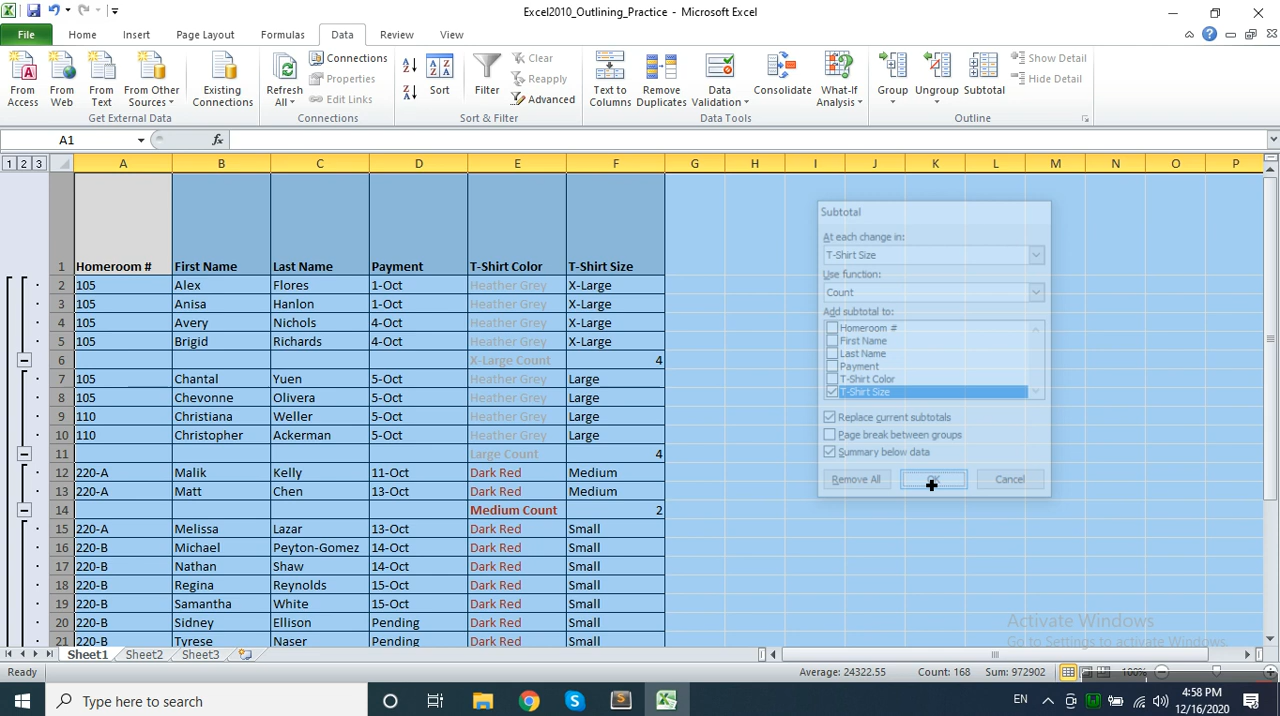 Excel2010_Outlining_Practice - Microsoft Excel
File Home Insert Page Layout Formulas Data Review View
From Access From Web From Text From Other Sources Existing Connections Refresh All Connections Properties Edit Links Sort Filter Clear Reapply Advanced Text to Columns Remove Duplicates Data Validation Consolidate What-If Analysis Group Ungroup Subtotal Show Detail Hide Detail
Get External Data Connections Sort & Filter Data Tools Outline
A1 fx
1 2 3 A B C D E F G H I J K L M N O P
1 Homeroom # First Name Last Name Payment T-Shirt Color T-Shirt Size
2 105 Alex Flores 1-Oct Heather Grey X-Large
3 105 Anisa Hanlon 1-Oct Heather Grey X-Large
4 105 Avery Nichols 4-Oct Heather Grey X-Large
5 105 Brigid Richards 4-Oct Heather Grey X-Large
6 X-Large Count 4
7 105 Chantal Yuen 5-Oct Heather Grey Large
8 105 Chevonne Olivera 5-Oct Heather Grey Large
9 110 Christiana Weller 5-Oct Heather Grey Large
10 110 Christopher Ackerman 5-Oct Heather Grey Large
11 Large Count 4
12 220-A Malik Kelly 11-Oct Dark Red Medium
13 220-A Matt Chen 13-Oct Dark Red Medium
14 Medium Count 2
15 220-A Melissa Lazar 13-Oct Dark Red Small
16 220-B Michael Peyton-Gomez 14-Oct Dark Red Small
17 220-B Nathan Shaw 14-Oct Dark Red Small
18 220-B Regina Reynolds 15-Oct Dark Red Small
19 220-B Samantha White 15-Oct Dark Red Small
20 220-B Sidney Ellison Pending Dark Red Small
21 220-B Tyrese Naser Pending Dark Red Small
Subtotal
At each change in:
T-Shirt Size
Use function:
Count
Add subtotal to:
Homeroom #
First Name
Last Name
Payment
T-Shirt Color
T-Shirt Size
Replace current subtotals
Page break between groups
Summary below data
Remove All OK Cancel
Activate Windows
Go to Settings to activate Windows.
Sheet1 Sheet2 Sheet3
Ready Average: 24322.55 Count: 168 Sum: 972902 100%
Type here to search EN 4:58 PM
12/16/2020